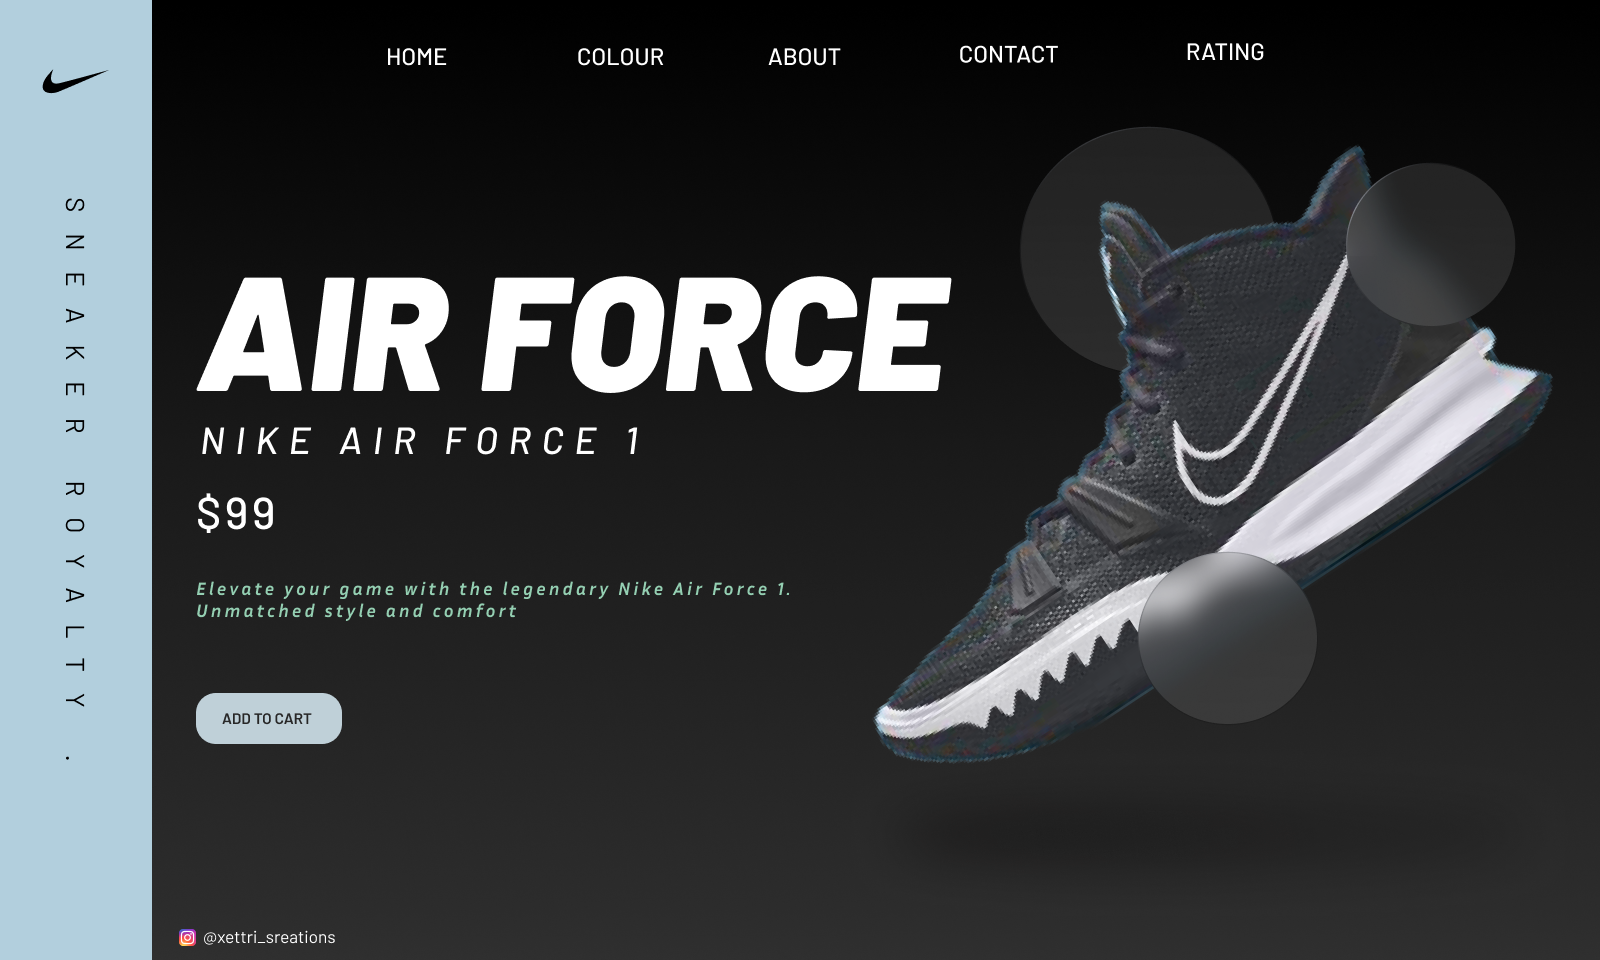 HOME COLOUR ABOUT CONTACT RATING
SNEAKER ROYALTY .
AIR FORCE
NIKE AIR FORCE 1
$99
Elevate your game with the legendary Nike Air Force 1.
Unmatched style and comfort
ADD TO CART
@xettri_sreations